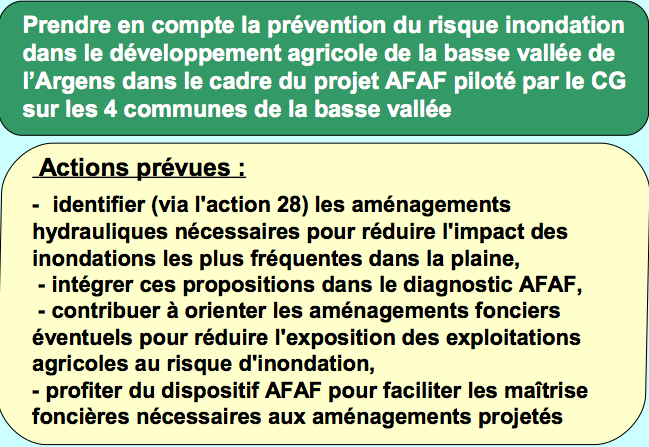 Prendre en compte la prévention du risque inondation
dans le développement agricole de la basse vallée de
l’Argens dans le cadre du projet AFAF piloté par le CG
sur les 4 communes de la basse vallée
Actions prévues :
- identifier (via l'action 28) les aménagements
hydrauliques nécessaires pour réduire l'impact des
inondations les plus fréquentes dans la plaine,
- intégrer ces propositions dans le diagnostic AFAF,
- contribuer à orienter les aménagements fonciers
éventuels pour réduire l'exposition des exploitations
agricoles au risque d'inondation,
- profiter du dispositif AFAF pour faciliter les maîtrise
foncières nécessaires aux aménagements projetés